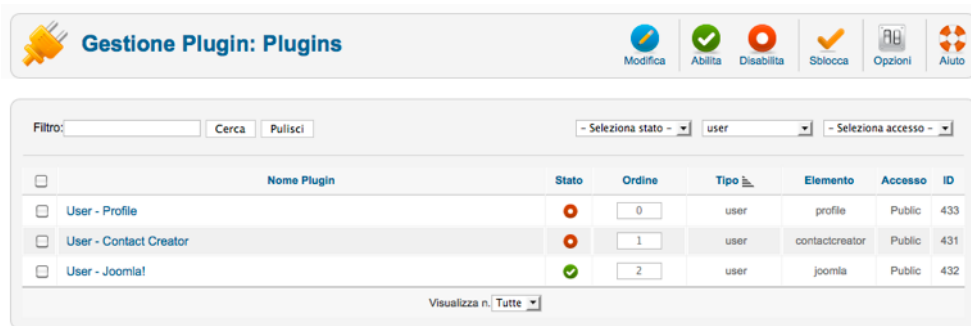 Gestione Plugin: Plugins
Modifica Abilita Disabilita Sblocca Opzioni Aiuto
Filtro: Cerca Pulisci - Seleziona stato - user - Seleziona accesso -
Nome Plugin Stato Ordine Tipo Elemento Accesso ID
User - Profile 0 user profile Public 433
User - Contact Creator 1 user contactcreator Public 431
User - Joomla! 2 user joomla Public 432
Visualizza n. Tutte